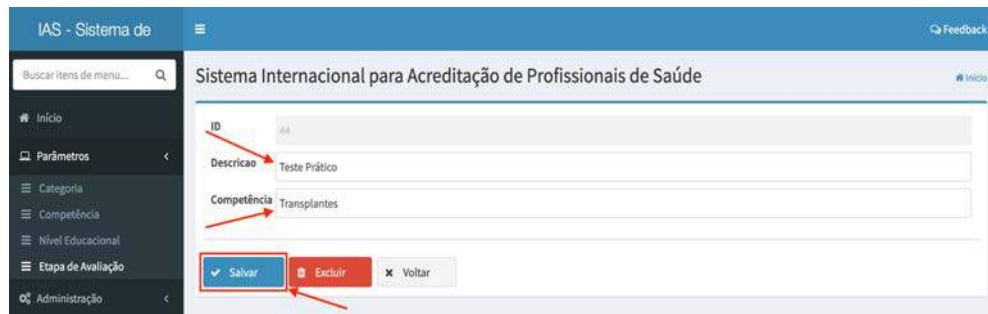 IAS - Sistema de
Feedback
Buscar itens de menu...
Sistema Internacional para Acreditação de Profissionais de Saúde
Início
Início
ID
44
Parâmetros
Descricao
Teste Prático
Categoria
Competência
Transplantes
Competência
Nível Educacional
Etapa de Avaliação
Salvar
Excluir
Voltar
Administração